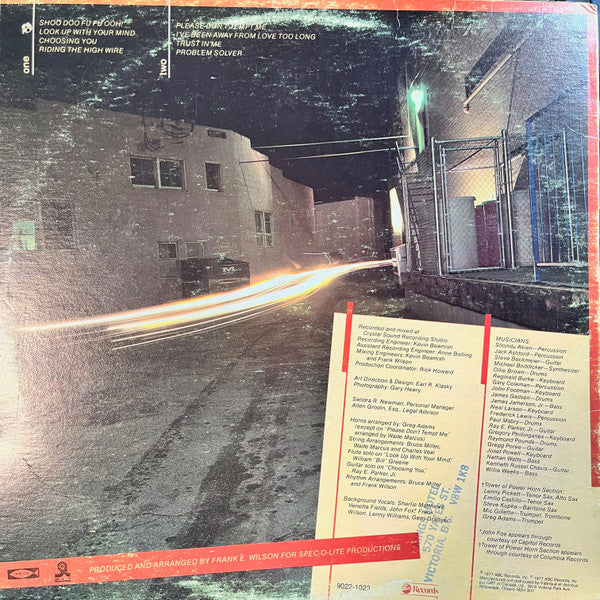 one
SHOO DOO FU FU OOH!
LOOK UP WITH YOUR MIND
CHOOSING YOU
RIDING THE HIGH WIRE
two
PLEASE DON'T TEMPT ME
I'VE BEEN AWAY FROM LOVE TOO LONG
TRUST IN ME
PROBLEM SOLVER
Recorded and mixed at
Crystal Sound Recording Studio
Recording Engineer: Kevin Beamish
Assistant Recording Engineer: Anne Bolling
Mixing Engineers: Kevin Beamish
and Frank Wilson
Production Coordinator: Rick Howard
Art Direction & Design: Earl R. Klasky
Photography: Gary Heery
Sandra R. Newman, Personal Manager
Allen Grodin, Esq., Legal Advisor
Horns arranged by: Greg Adams
(except on "Please Don't Tempt Me,"
arranged by Wade Marcus)
String Arrangements: Bruce Miller,
Wade Marcus and Charles Veal
Flute solo on "Look Up With Your Mind,"
William "Bill" Greene
Guitar solo on "Choosing You,"
Ray E. Parker, Jr.
Rhythm Arrangements: Bruce Miller
and Frank Wilson
Background Vocals:
Venetta Fields, John Fox,† Frank
Wilson, Lenny Williams,
MUSICIANS:
Shondu Akiem—Percussion
Jack Ashford—Percussion
Steve Beckmeier—Guitar
Michael Boddicker—Synthesizer
Ollie Brown—Drums
Reginald Burke—Keyboard
Gary Coleman—Percussion
John Footman—Keyboard
James Gadson—Drums
James Jamerson, Jr.—Bass
Neal Larson—Keyboard
Frederick Lewis—Percussion
Paul Mabry—Drums
Ray E. Parker, Jr.—Guitar
Gregory Phillinganes—Keyboard
Raymond Pounds—Drums
Gregg Poree—Guitar
Josef Powell—Keyboard
Nathan Watts—Bass
Kenneth Russel Chavis—Guitar
Willie Weeks—Bass
†Tower of Power Horn Section:
Lenny Pickett—Tenor Sax, Alto Sax
Emilio Castillo—Tenor Sax
Steve Kupka—Baritone Sax
Mic Gillette—Trumpet, Trombone
Greg Adams—Trumpet
†John Fox appears through
courtesy of Capitol Records
†Tower of Power Horn Section appears
through courtesy of Columbia Records
570 YATES ST.
VICTORIA, B.C. V8W 1K8
PRODUCED AND ARRANGED BY FRANK E. WILSON FOR SPEC-O-LITE PRODUCTIONS
9022-1023
abc Records